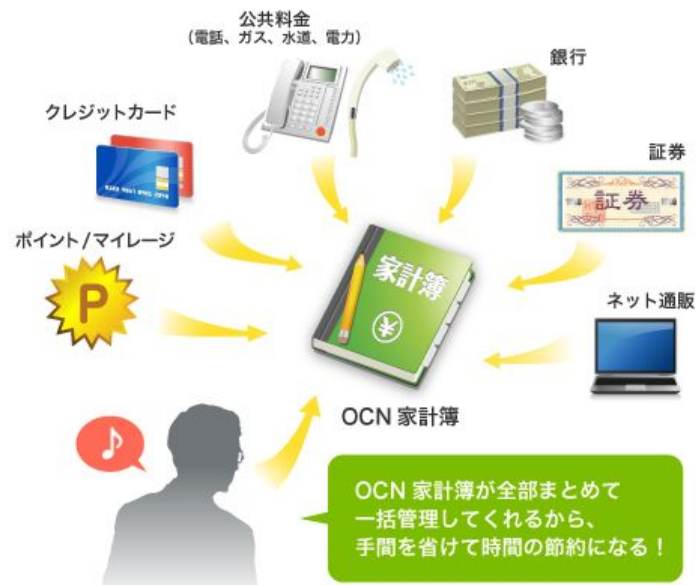 公共料金
(電話、ガス、水道、電力)
銀行
クレジットカード
証券
証券
ポイント/マイレージ
P
家計簿
ネット通販
OCN 家計簿
♪
OCN 家計簿が全部まとめて
一括管理してくれるから、
手間を省けて時間の節約になる!